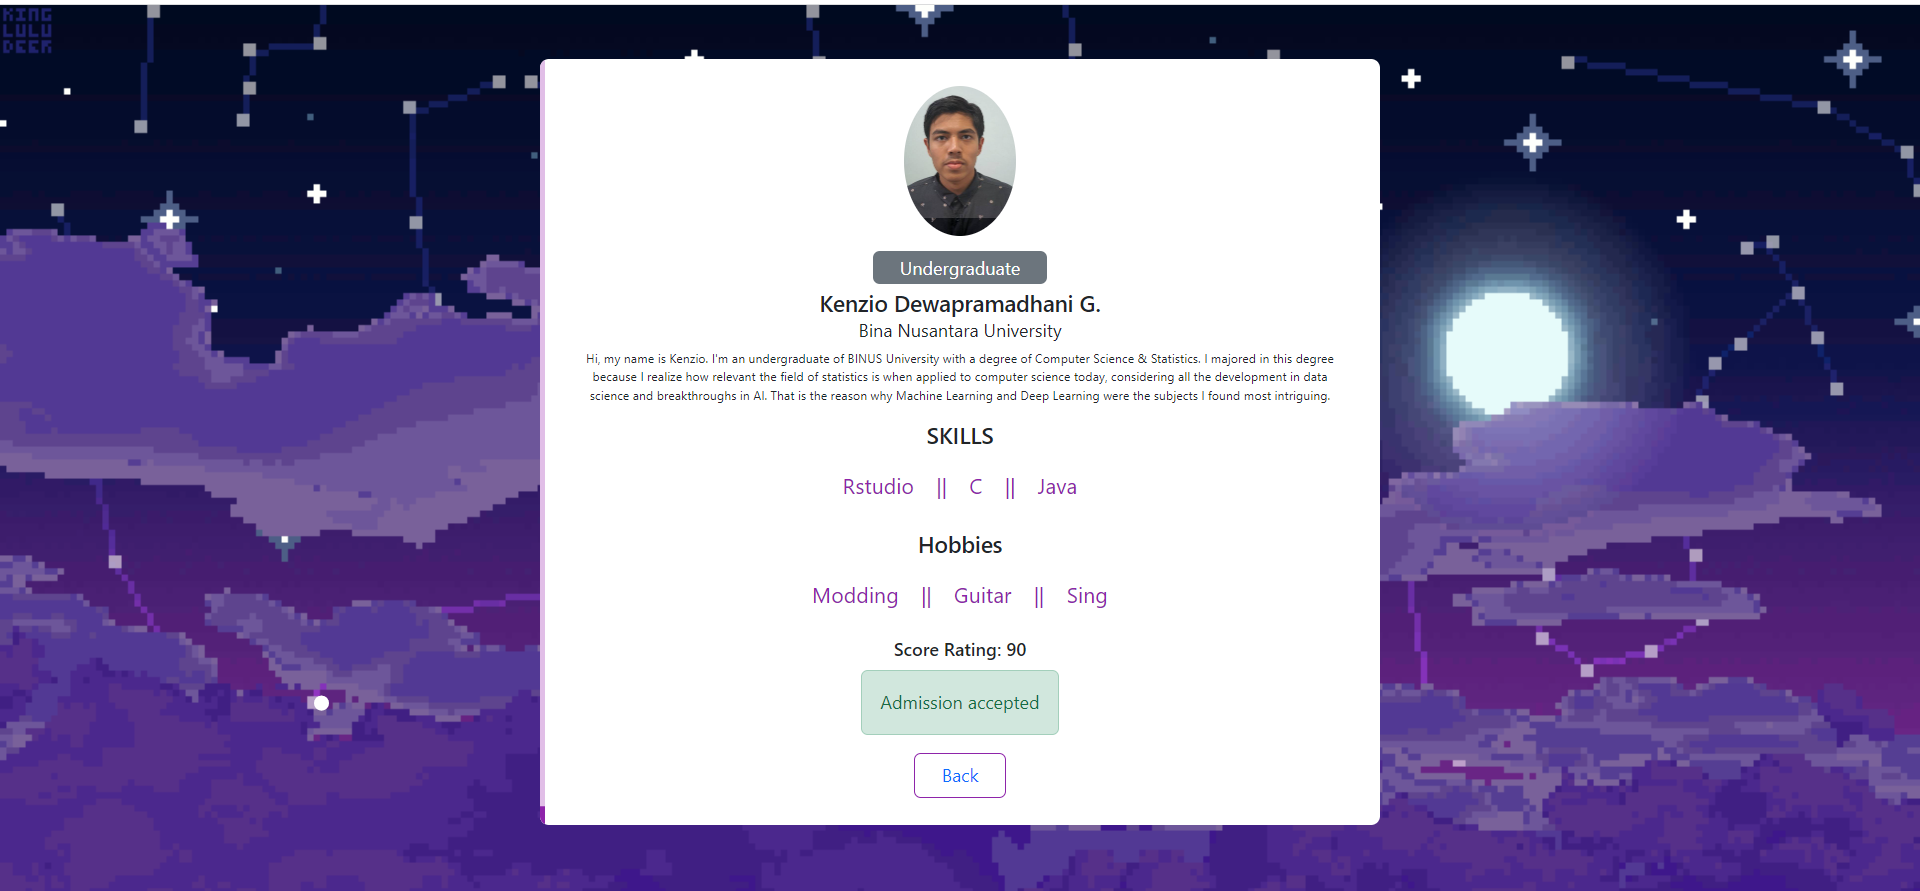 KING
LULU
DEER
Undergraduate
Kenzio Dewapramadhani G.
Bina Nusantara University
Hi, my name is Kenzio. I'm an undergraduate of BINUS University with a degree of Computer Science & Statistics. I majored in this degree
because I realize how relevant the field of statistics is when applied to computer science today, considering all the development in data
science and breakthroughs in AI. That is the reason why Machine Learning and Deep Learning were the subjects I found most intriguing.
SKILLS
Rstudio || C || Java
Hobbies
Modding || Guitar || Sing
Score Rating: 90
Admission accepted
Back